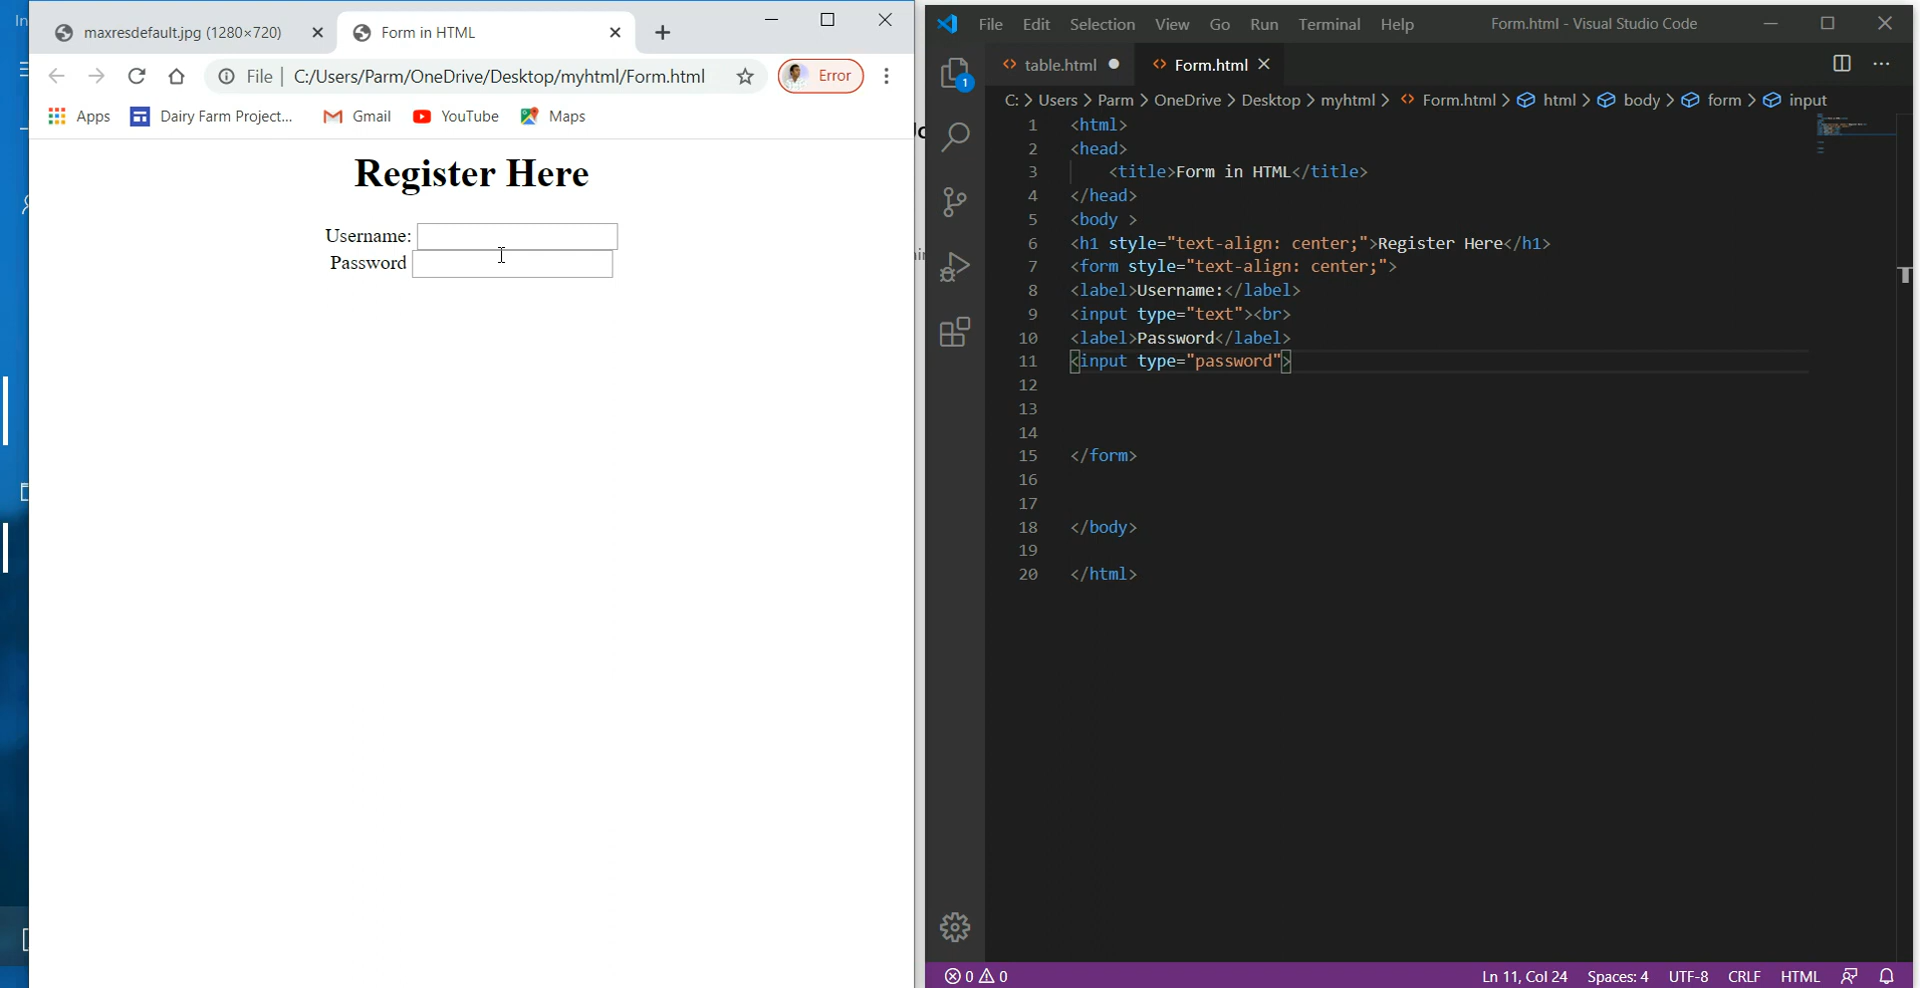 maxresdefault.jpg (1280×720)
Form in HTML
File
C:/Users/Parm/OneDrive/Desktop/myhtml/Form.html
Error
Apps
Dairy Farm Project...
Gmail
YouTube
Maps
Register Here
Username:
Password
File Edit Selection View Go Run Terminal Help
Form.html - Visual Studio Code
1
table.html
Form.html
C: > Users > Parm > OneDrive > Desktop > myhtml > Form.html > html > body > form > input
1 <html>
2 <head>
3 <title>Form in HTML</title>
4 </head>
5 <body >
6 <h1 style="text-align: center;">Register Here</h1>
7 <form style="text-align: center;">
8 <label>Username:</label>
9 <input type="text"><br>
10 <label>Password</label>
11 <input type="password">
12
13
14
15 </form>
16
17
18 </body>
19
20 </html>
0 0
Ln 11, Col 24 Spaces: 4 UTF-8 CRLF HTML